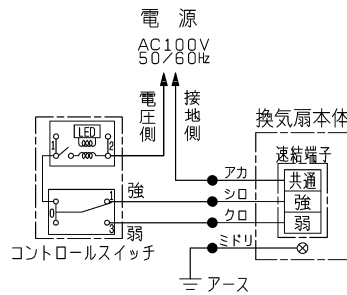 電 源
AC100V
50/60Hz
電圧側
接地側
換気扇本体
速結端子
LED
1
2
アカ
共通
シロ
強
クロ
弱
ミドリ
強
弱
0
1
3
コントロールスイッチ
アース